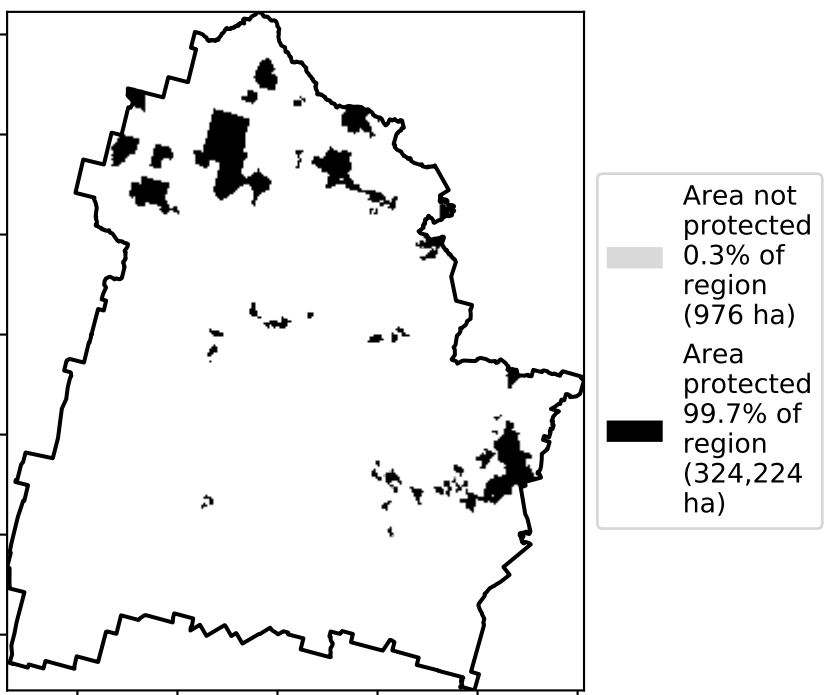 Area not
protected
0.3% of
region
(976 ha)
Area
protected
99.7% of
region
(324,224
ha)